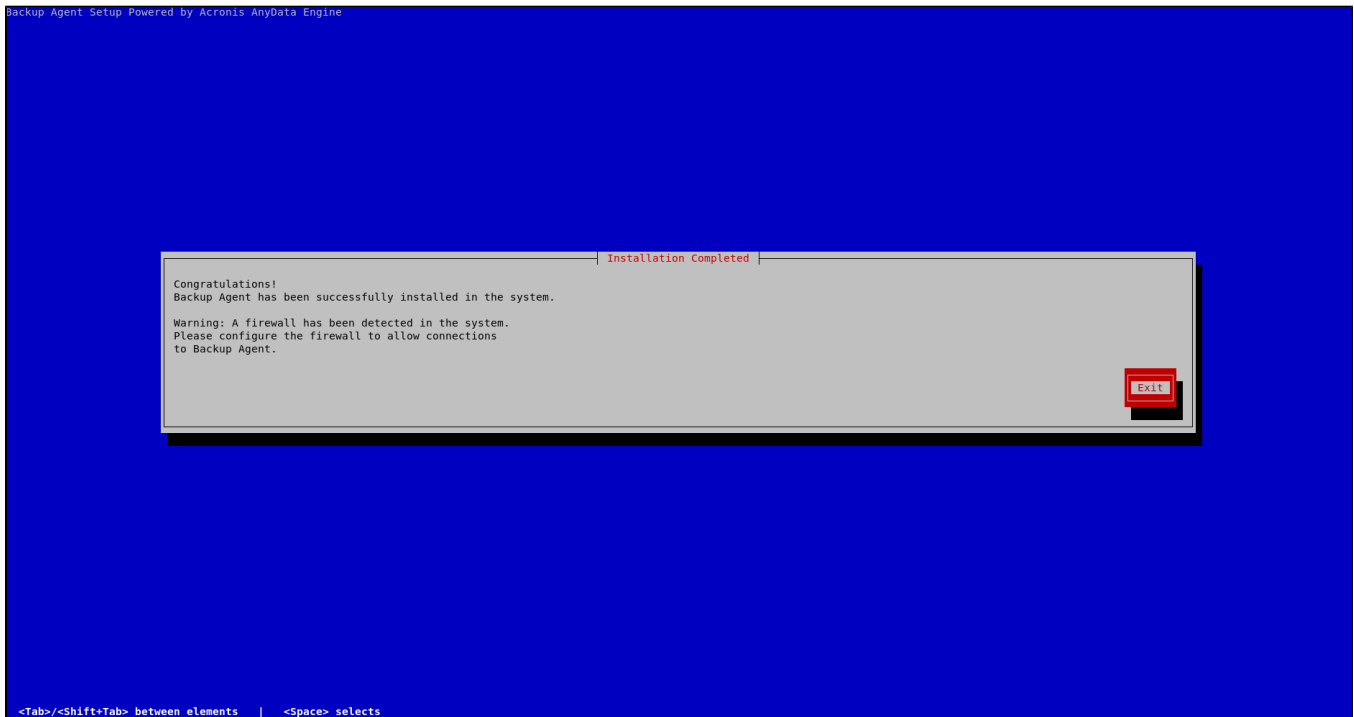 Backup Agent Setup Powered by Acronis AnyData Engine
Installation Completed
Congratulations!
Backup Agent has been successfully installed in the system.
Warning: A firewall has been detected in the system.
Please configure the firewall to allow connections
to Backup Agent.
Exit
<Tab>/<Shift+Tab> between elements | <Space> selects